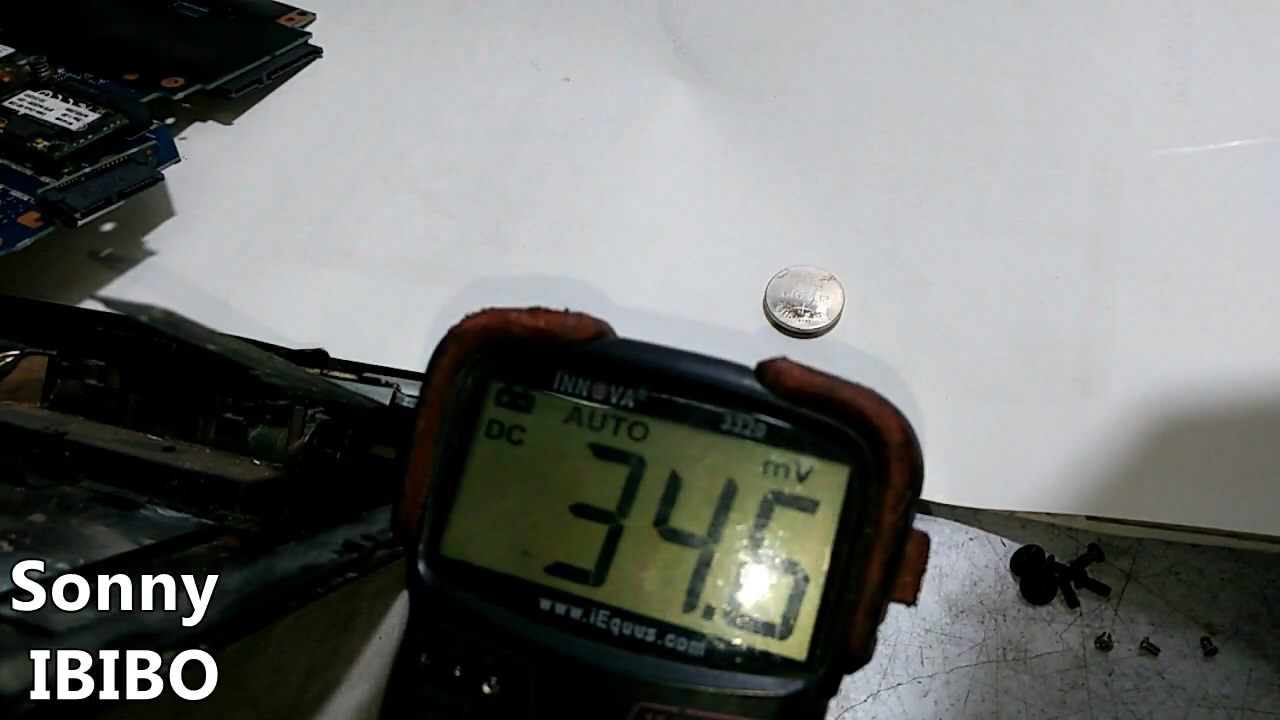 INNOVA
3320
AUTO
DC
mV
34.6
www.iEquus.com
Sonny
IBIBO